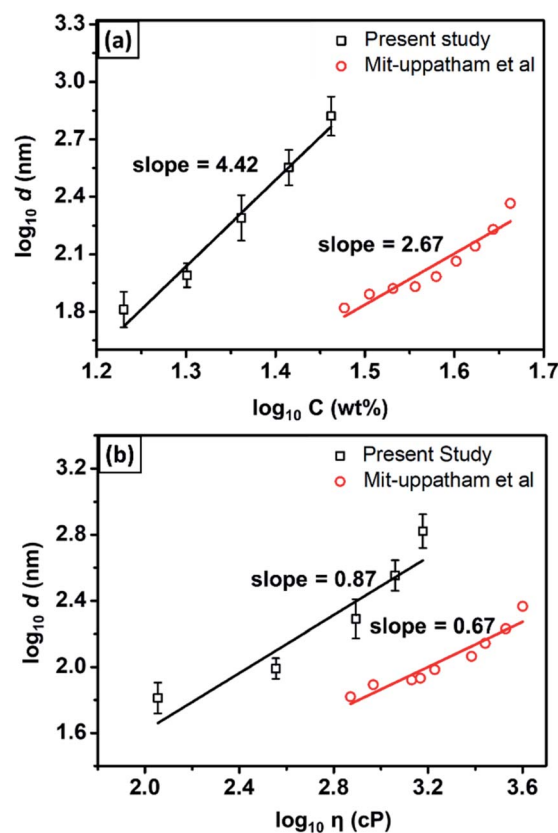 (a)
Present study
Mit-uppatham et al
slope = 4.42
slope = 2.67
3.3
3.0
2.7
2.4
2.1
1.8
1.5
log₁₀ d (nm)
1.2 1.3 1.4 1.5 1.6 1.7
log₁₀ C (wt%)
(b)
Present Study
Mit-uppatham et al
slope = 0.87
slope = 0.67
3.2
2.8
2.4
2.0
1.6
log₁₀ d (nm)
2.0 2.4 2.8 3.2 3.6
log₁₀ η (cP)